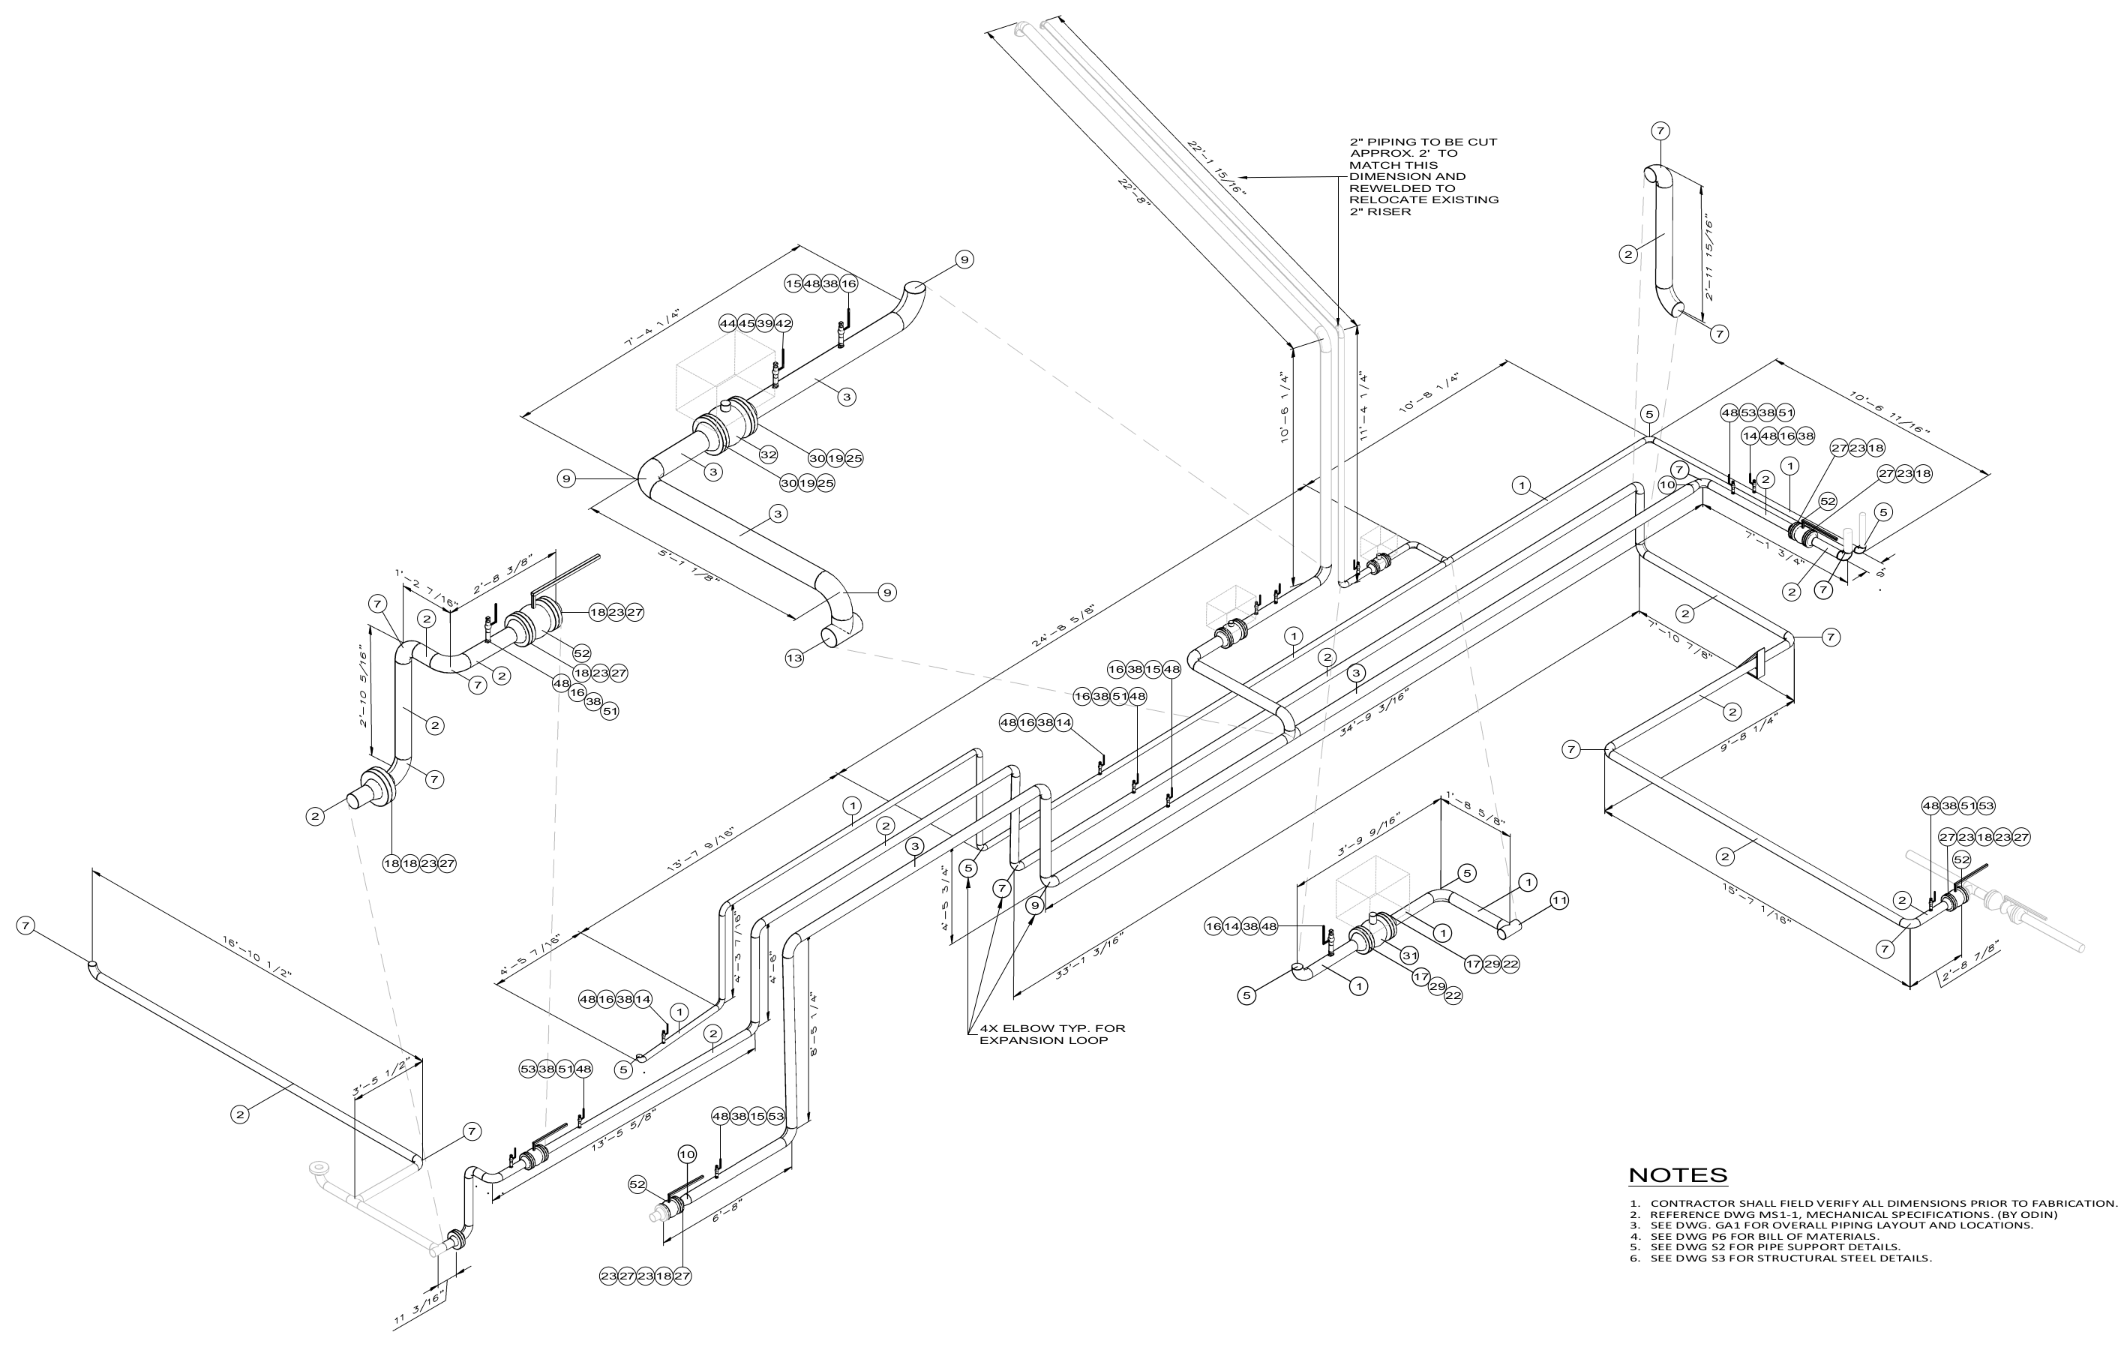 22'-1 15/16"
22'-8"
2" PIPING TO BE CUT
APPROX. 2' TO
MATCH THIS
DIMENSION AND
REWELDED TO
RELOCATE EXISTING
2" RISER
7
2
2'-11 15/16"
7
9
15 48 38 16
7'-4 1/4"
44 45 39 42
3
32
30 19 25
30 19 25
3
9
3
5'-1 1/8"
9
13
10'-6 1/4"
11'-4 1/4"
10'-8 1/4"
10'-6 11/16"
5
48 53 38 51
14 48 16 38
27 23 18
1
27 23 18
7
10
2
52
5
1
7'-1 3/4"
9"
2
7
1'-2 7/16"
2'-8 3/8"
7
2
18 23 27
52
18 23 27
2
7
48
16
38
51
2'-10 5/16"
2
7
2
18 18 23 27
24'-8 5/8"
1
2
3
34'-9 3/16"
16 38 15 48
16 38 51 48
48 16 38 14
2
7
7'-10 7/8"
2
9'-8 1/4"
7
2
15'-7 1/16"
48 38 51 53
27 23 18 23 27
52
2
7
2'-8 7/8"
13'-7 9/16"
1
2
3
4'-5 3/4"
5
7
9
33'-1 3/16"
4X ELBOW TYP. FOR
EXPANSION LOOP
3'-9 9/16"
1'-8 5/8"
5
1
11
16 14 38 48
1
31
17 29 22
17
29
22
1
5
7
16'-10 1/2"
3'-5 1/2"
2
7
4'-5 7/16"
4'-3 7/16"
4'-6"
8'-5 1/4"
48 16 38 14
1
2
5
53 38 51 48
13'-5 5/8"
48 38 15 53
10
52
6'-8"
23 27 23 18 27
11 3/16"
NOTES
1. CONTRACTOR SHALL FIELD VERIFY ALL DIMENSIONS PRIOR TO FABRICATION.
2. REFERENCE DWG MS1-1, MECHANICAL SPECIFICATIONS. (BY ODIN)
3. SEE DWG. GA1 FOR OVERALL PIPING LAYOUT AND LOCATIONS.
4. SEE DWG P6 FOR BILL OF MATERIALS.
5. SEE DWG S2 FOR PIPE SUPPORT DETAILS.
6. SEE DWG S3 FOR STRUCTURAL STEEL DETAILS.